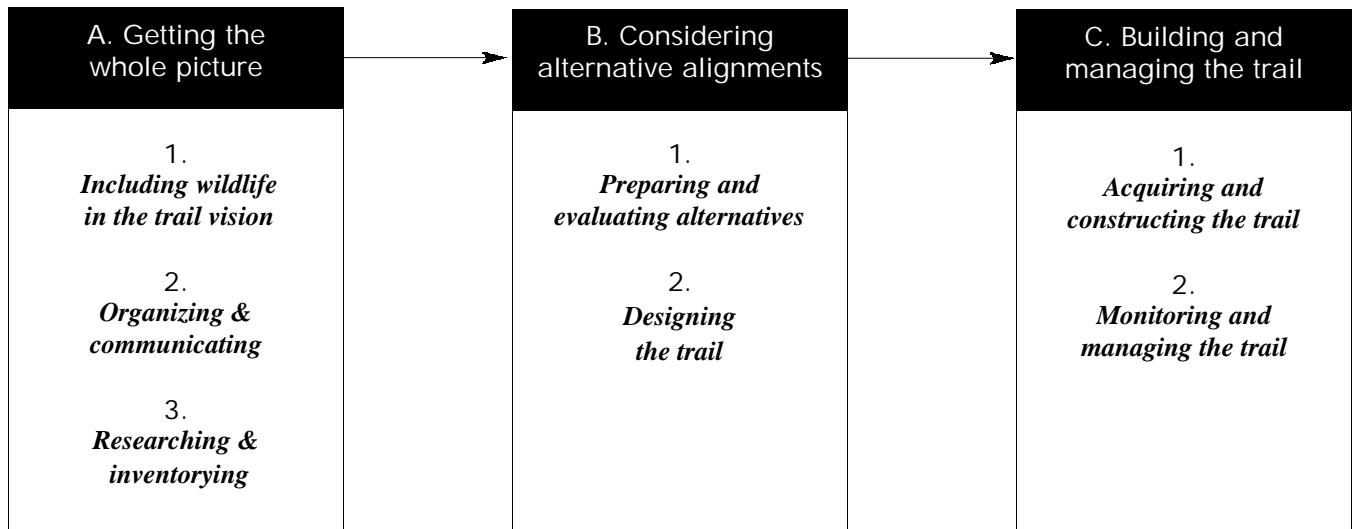 A. Getting the
whole picture
1.
Including wildlife
in the trail vision
2.
Organizing &
communicating
3.
Researching &
inventorying
B. Considering
alternative alignments
1.
Preparing and
evaluating alternatives
2.
Designing
the trail
C. Building and
managing the trail
1.
Acquiring and
constructing the trail
2.
Monitoring and
managing the trail